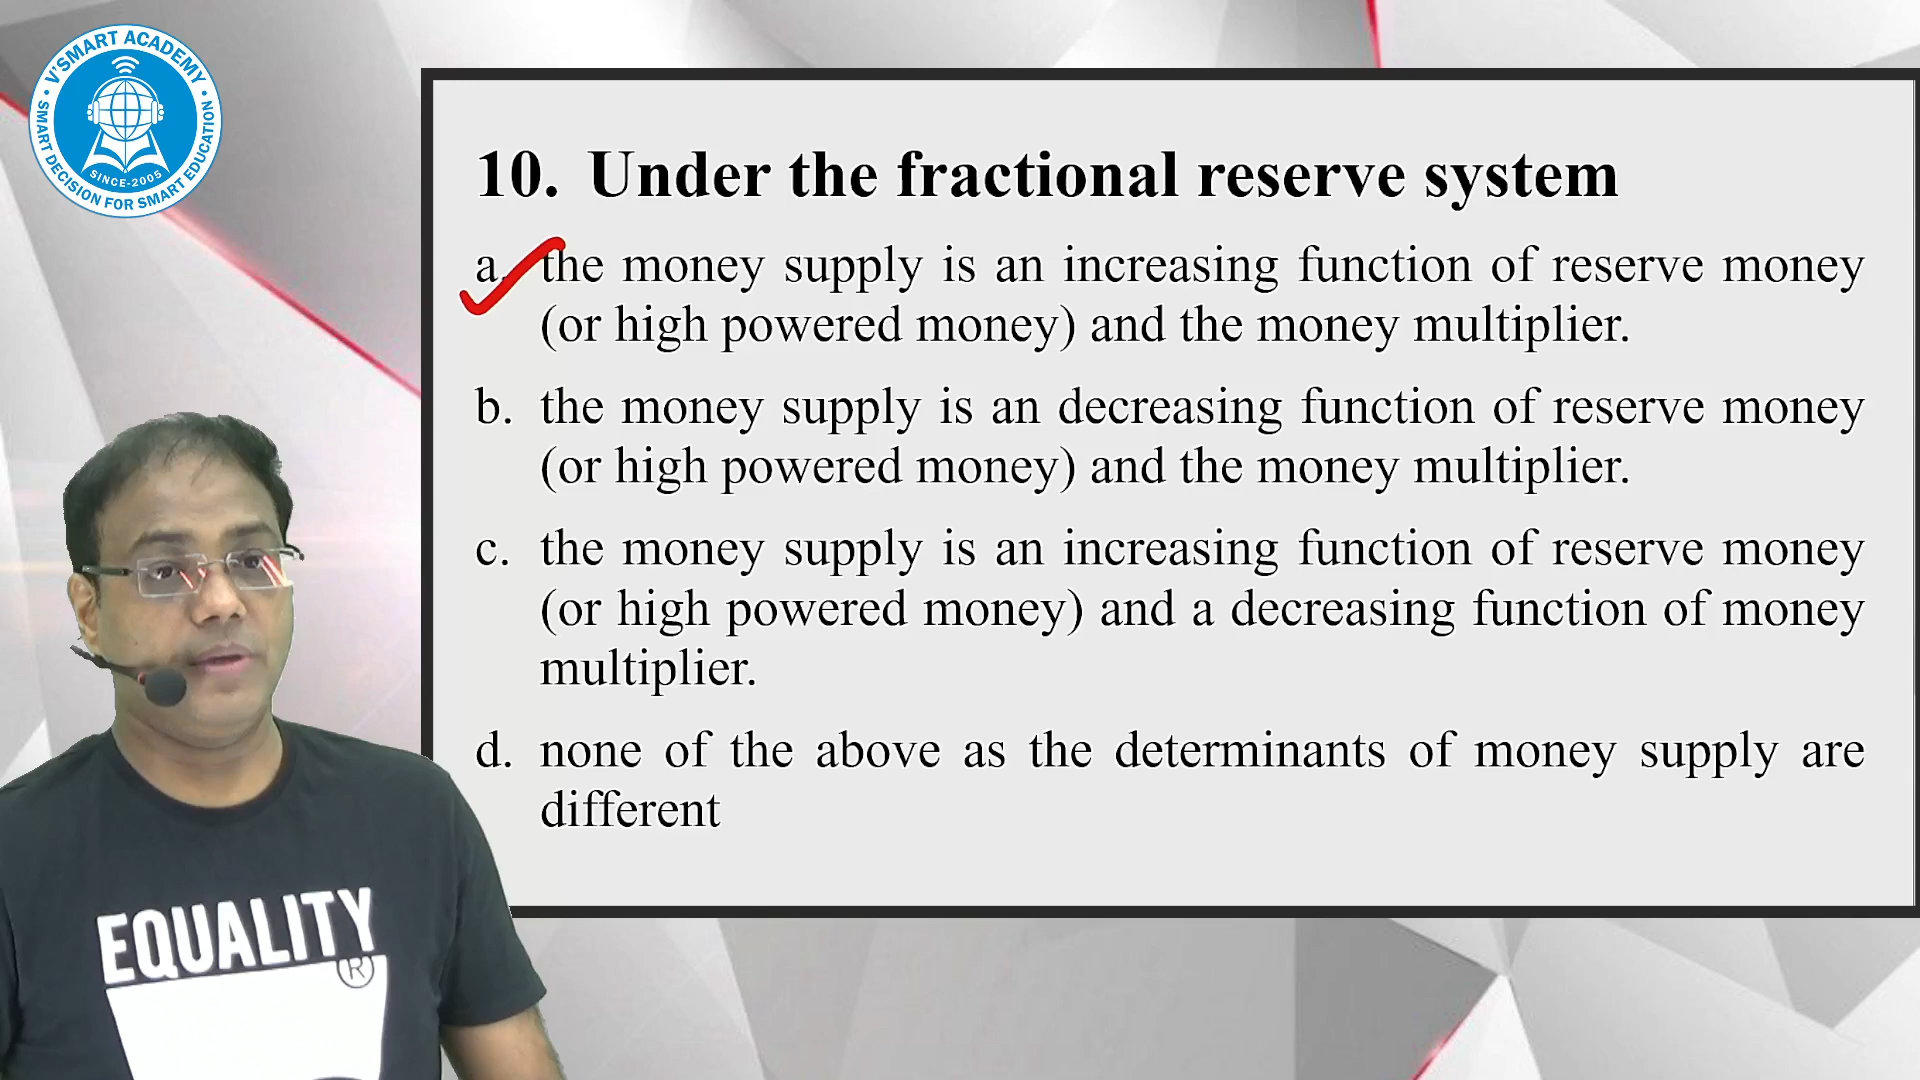 V'SMART ACADEMY
SMART DECISION FOR SMART EDUCATION
SINCE-2005
10. Under the fractional reserve system
a. the money supply is an increasing function of reserve money
(or high powered money) and the money multiplier.
b. the money supply is an decreasing function of reserve money
(or high powered money) and the money multiplier.
c. the money supply is an increasing function of reserve money
(or high powered money) and a decreasing function of money
multiplier.
d. none of the above as the determinants of money supply are
different
EQUALITY
®